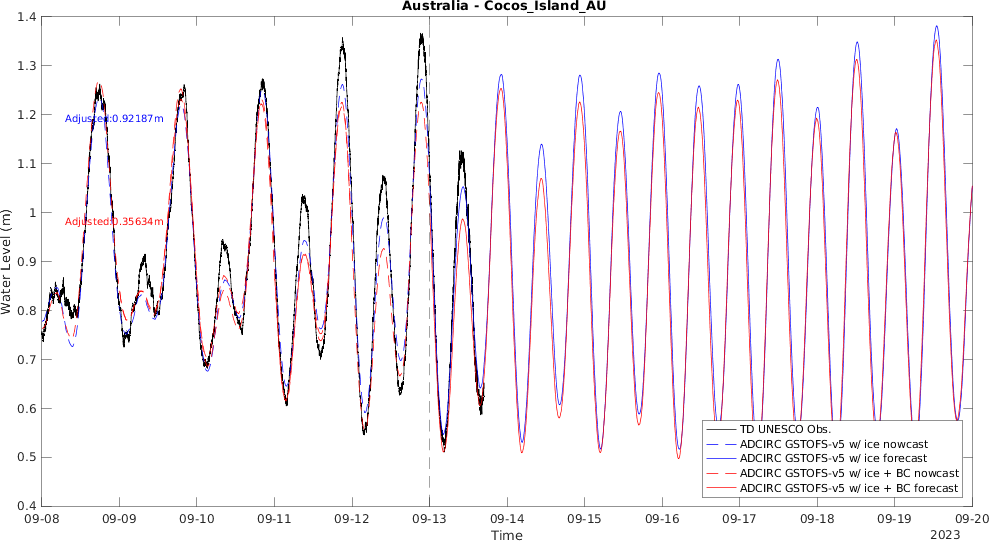 Australia - Cocos_Island_AU
1.4
1.3
1.2
1.1
1
0.9
0.8
0.7
0.6
0.5
0.4
Water Level (m)
Adjusted:0.92187m
Adjusted:0.35634m
TD UNESCO Obs.
ADCIRC GSTOFS-v5 w/ ice nowcast
ADCIRC GSTOFS-v5 w/ ice forecast
ADCIRC GSTOFS-v5 w/ ice + BC nowcast
ADCIRC GSTOFS-v5 w/ ice + BC forecast
09-08 09-09 09-10 09-11 09-12 09-13 09-14 09-15 09-16 09-17 09-18 09-19 09-20
Time
2023